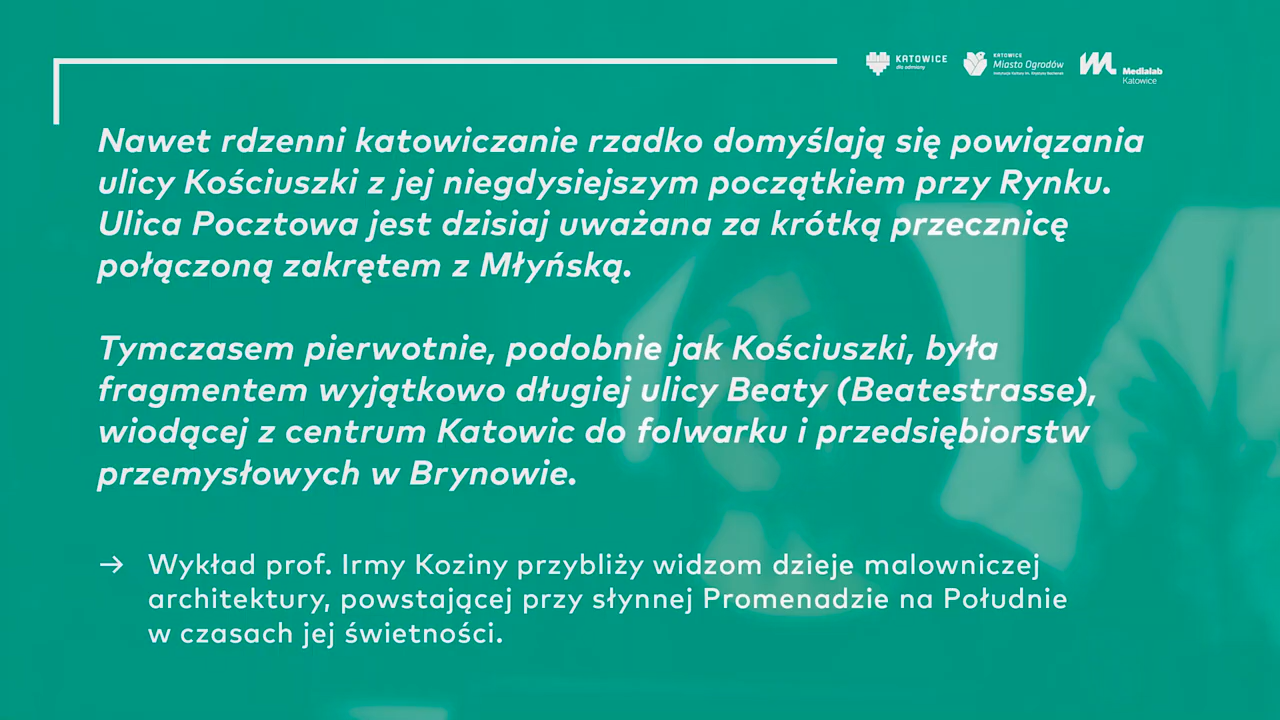 KATOWICE
dla odmiany
KATOWICE
Miasto Ogrodów
Medialab
Katowice
Nawet rdzenni katowiczanie rzadko domyślają się powiązania
ulicy Kościuszki z jej niegdysiejszym początkiem przy Rynku.
Ulica Pocztowa jest dzisiaj uważana za krótką przecznicę
połączoną zakrętem z Młyńską.
Tymczasem pierwotnie, podobnie jak Kościuszki, była
fragmentem wyjątkowo długiej ulicy Beaty (Beatestrasse),
wiodącej z centrum Katowic do folwarku i przedsiębiorstw
przemysłowych w Brynowie.
→ Wykład prof. Irmy Koziny przybliży widzom dzieje malowniczej
architektury, powstającej przy słynnej Promenadzie na Południe
w czasach jej świetności.